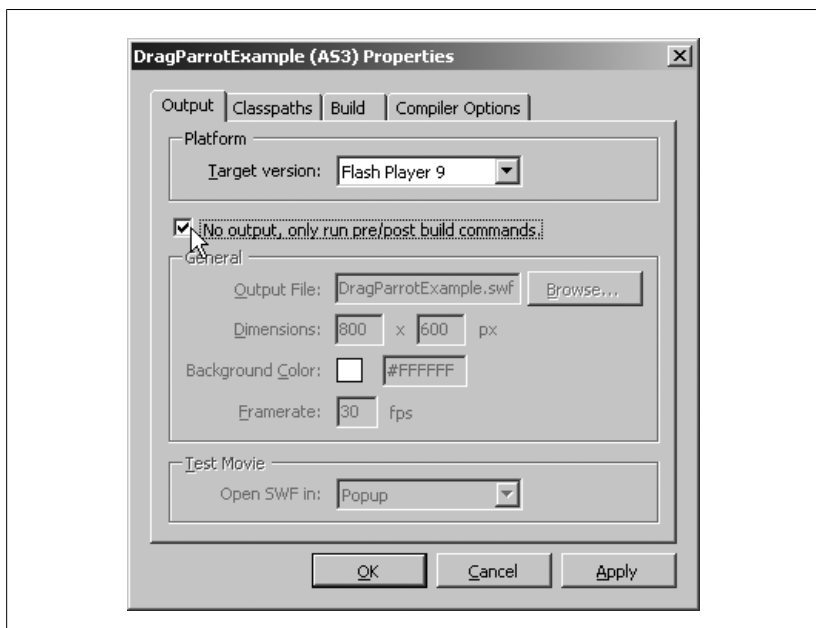 DragParrotExample (AS3) Properties
Output Classpaths Build Compiler Options
Platform
Target version: Flash Player 9
No output, only run pre/post build commands.
General
Output File: DragParrotExample.swf Browse...
Dimensions: 800 x 600 px
Background Color: #FFFFFF
Framerate: 30 fps
Test Movie
Open SWF in: Popup
OK Cancel Apply